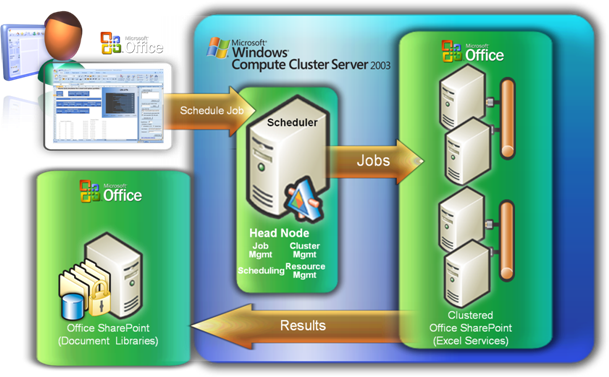 Microsoft®
Office
Microsoft®
Windows®
Compute Cluster Server 2003
Microsoft®
Office
Schedule Job
Scheduler
Jobs
Head Node
Job
Mgmt
Cluster
Mgmt
Scheduling
Resource
Mgmt
Microsoft®
Office
Office SharePoint
(Document Libraries)
Results
Clustered
Office SharePoint
(Excel Services)